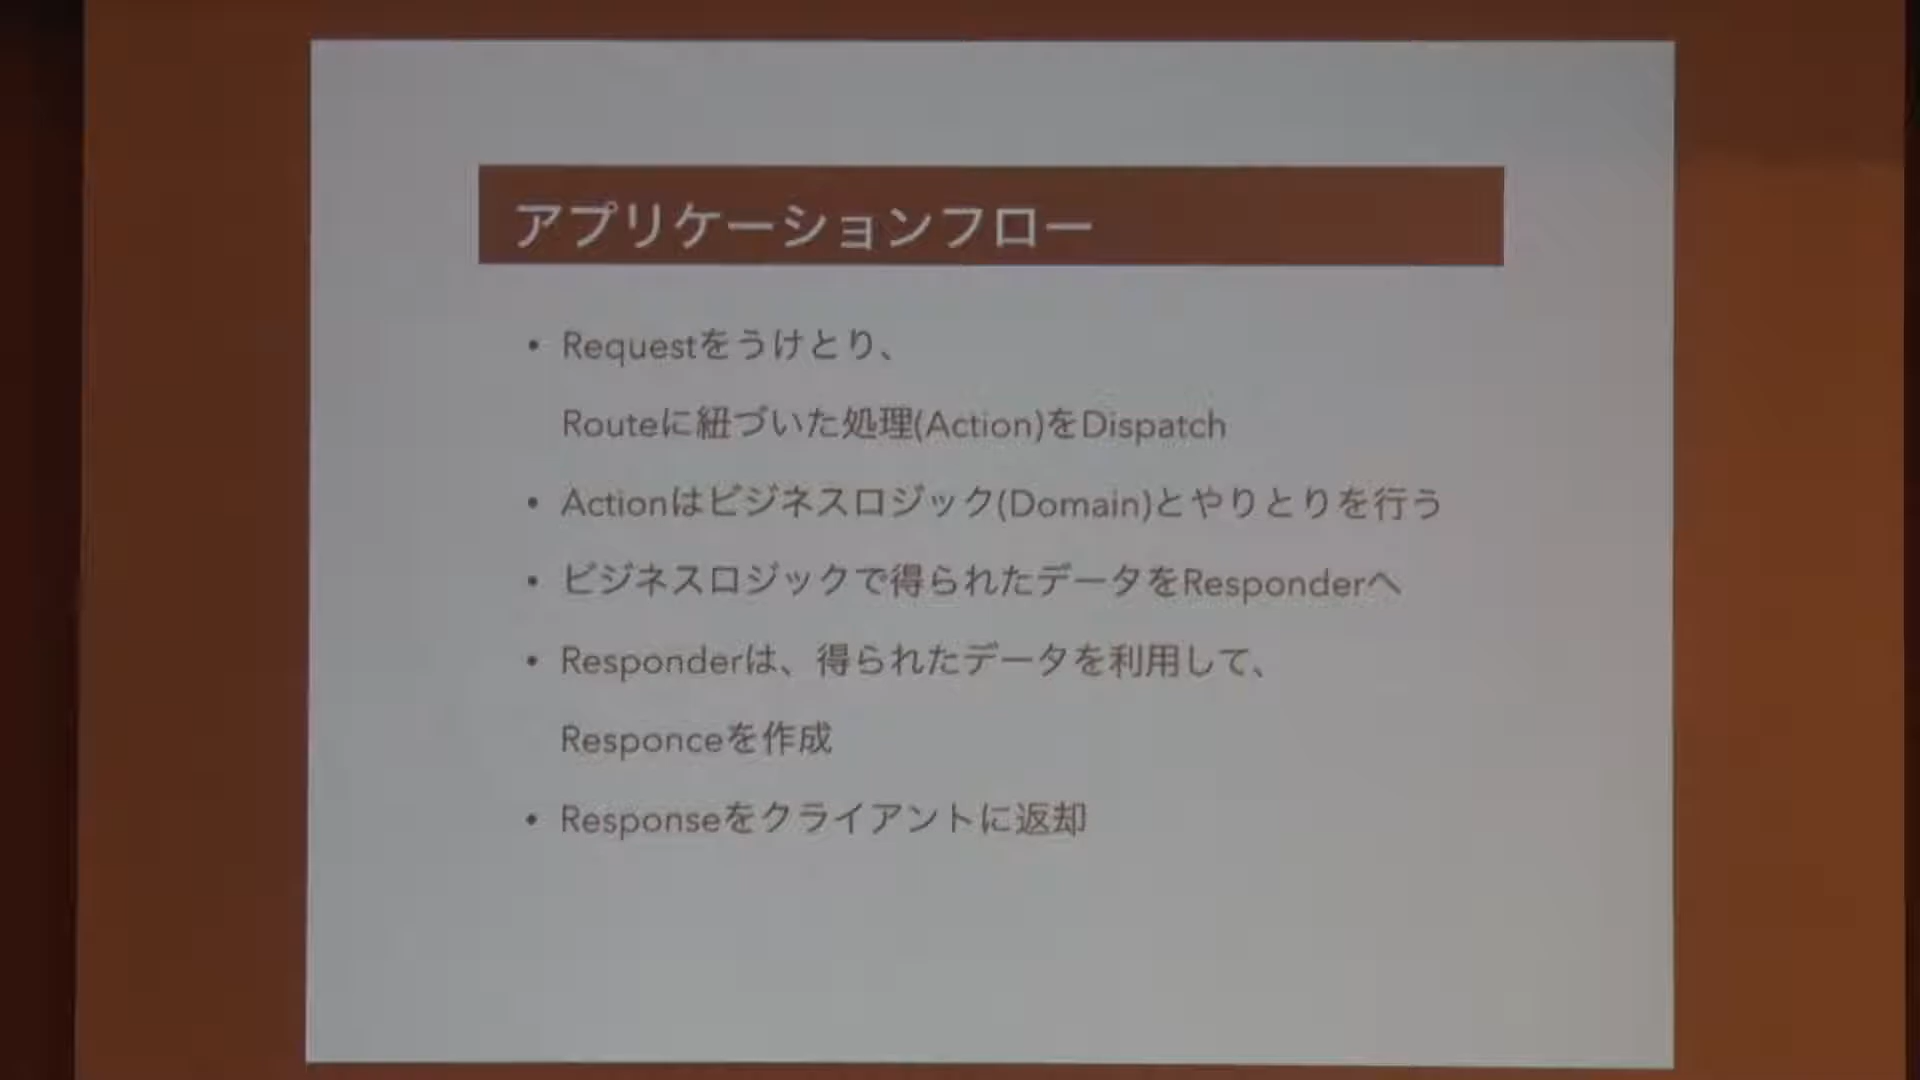 アプリケーションフロー
• Requestをうけとり、
Routeに紐づいた処理(Action)をDispatch
• Actionはビジネスロジック(Domain)とやりとりを行う
• ビジネスロジックで得られたデータをResponderへ
• Responderは、得られたデータを利用して、
Responceを作成
• Responseをクライアントに返却